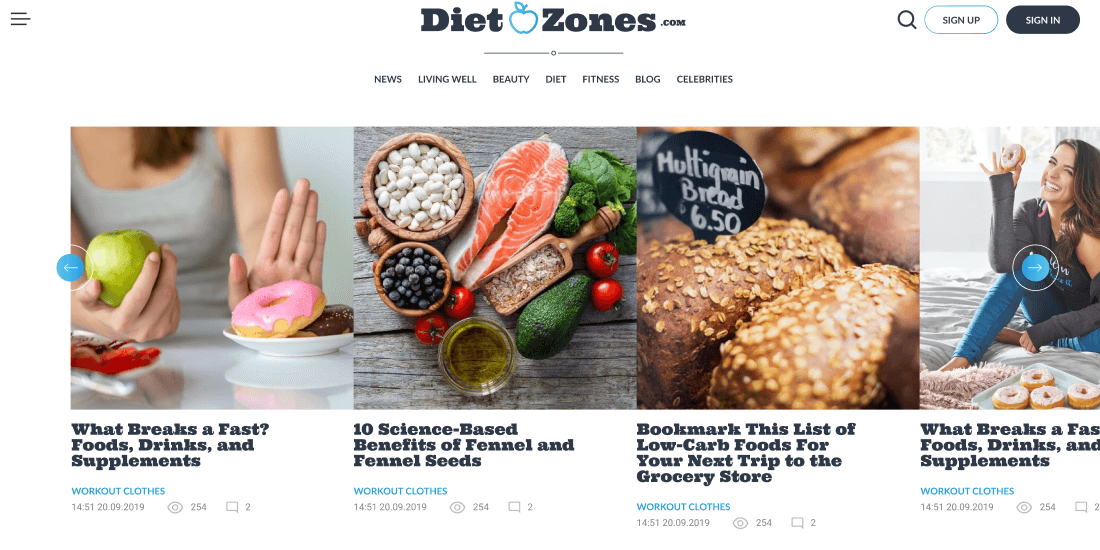 Diet Zones .COM
SIGN UP
SIGN IN
NEWS LIVING WELL BEAUTY DIET FITNESS BLOG CELEBRITIES
Multigrain
Bread
$6.50
What Breaks a Fast?
Foods, Drinks, and
Supplements
WORKOUT CLOTHES
14:51 20.09.2019 254 2
10 Science-Based
Benefits of Fennel and
Fennel Seeds
WORKOUT CLOTHES
14:51 20.09.2019 254 2
Bookmark This List of
Low-Carb Foods For
Your Next Trip to the
Grocery Store
WORKOUT CLOTHES
14:51 20.09.2019 254 2
What Breaks a Fas
Foods, Drinks, and
Supplements
WORKOUT CLOTHES
14:51 20.09.2019 254 2